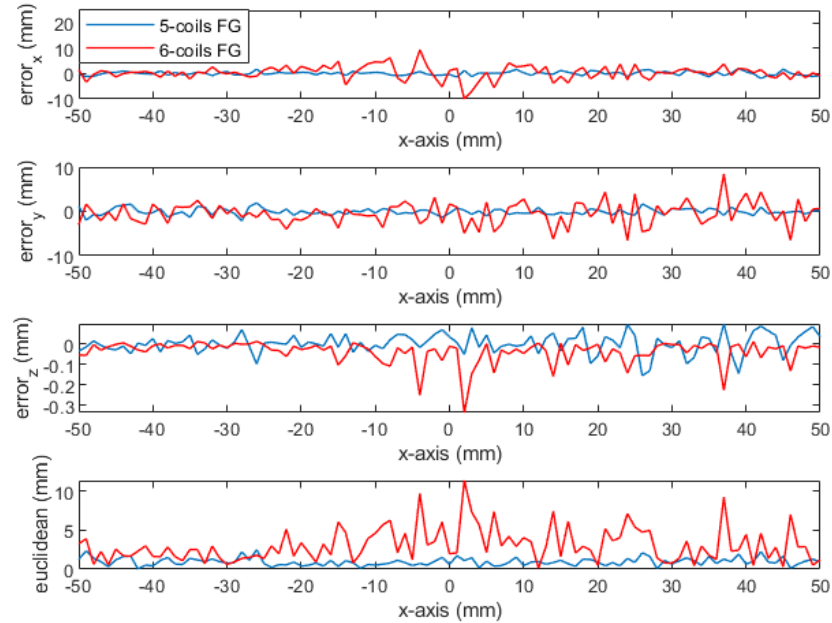 5-coils FG
6-coils FG
error_x (mm)
20
10
0
-10
-50 -40 -30 -20 -10 0 10 20 30 40 50
x-axis (mm)
error_y (mm)
10
0
-10
-50 -40 -30 -20 -10 0 10 20 30 40 50
x-axis (mm)
error_z (mm)
0
-0.1
-0.2
-0.3
-50 -40 -30 -20 -10 0 10 20 30 40 50
x-axis (mm)
euclidean (mm)
10
5
0
-50 -40 -30 -20 -10 0 10 20 30 40 50
x-axis (mm)